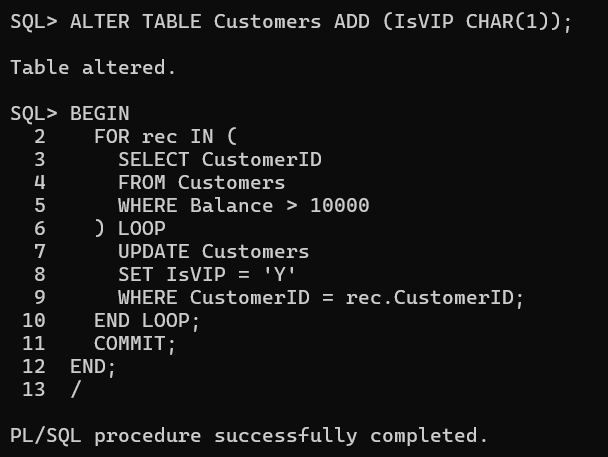 SQL> ALTER TABLE Customers ADD (IsVIP CHAR(1));
Table altered.
SQL> BEGIN
  2    FOR rec IN (
  3      SELECT CustomerID
  4      FROM Customers
  5      WHERE Balance > 10000
  6    ) LOOP
  7      UPDATE Customers
  8      SET IsVIP = 'Y'
  9      WHERE CustomerID = rec.CustomerID;
 10    END LOOP;
 11    COMMIT;
 12  END;
 13  /
PL/SQL procedure successfully completed.